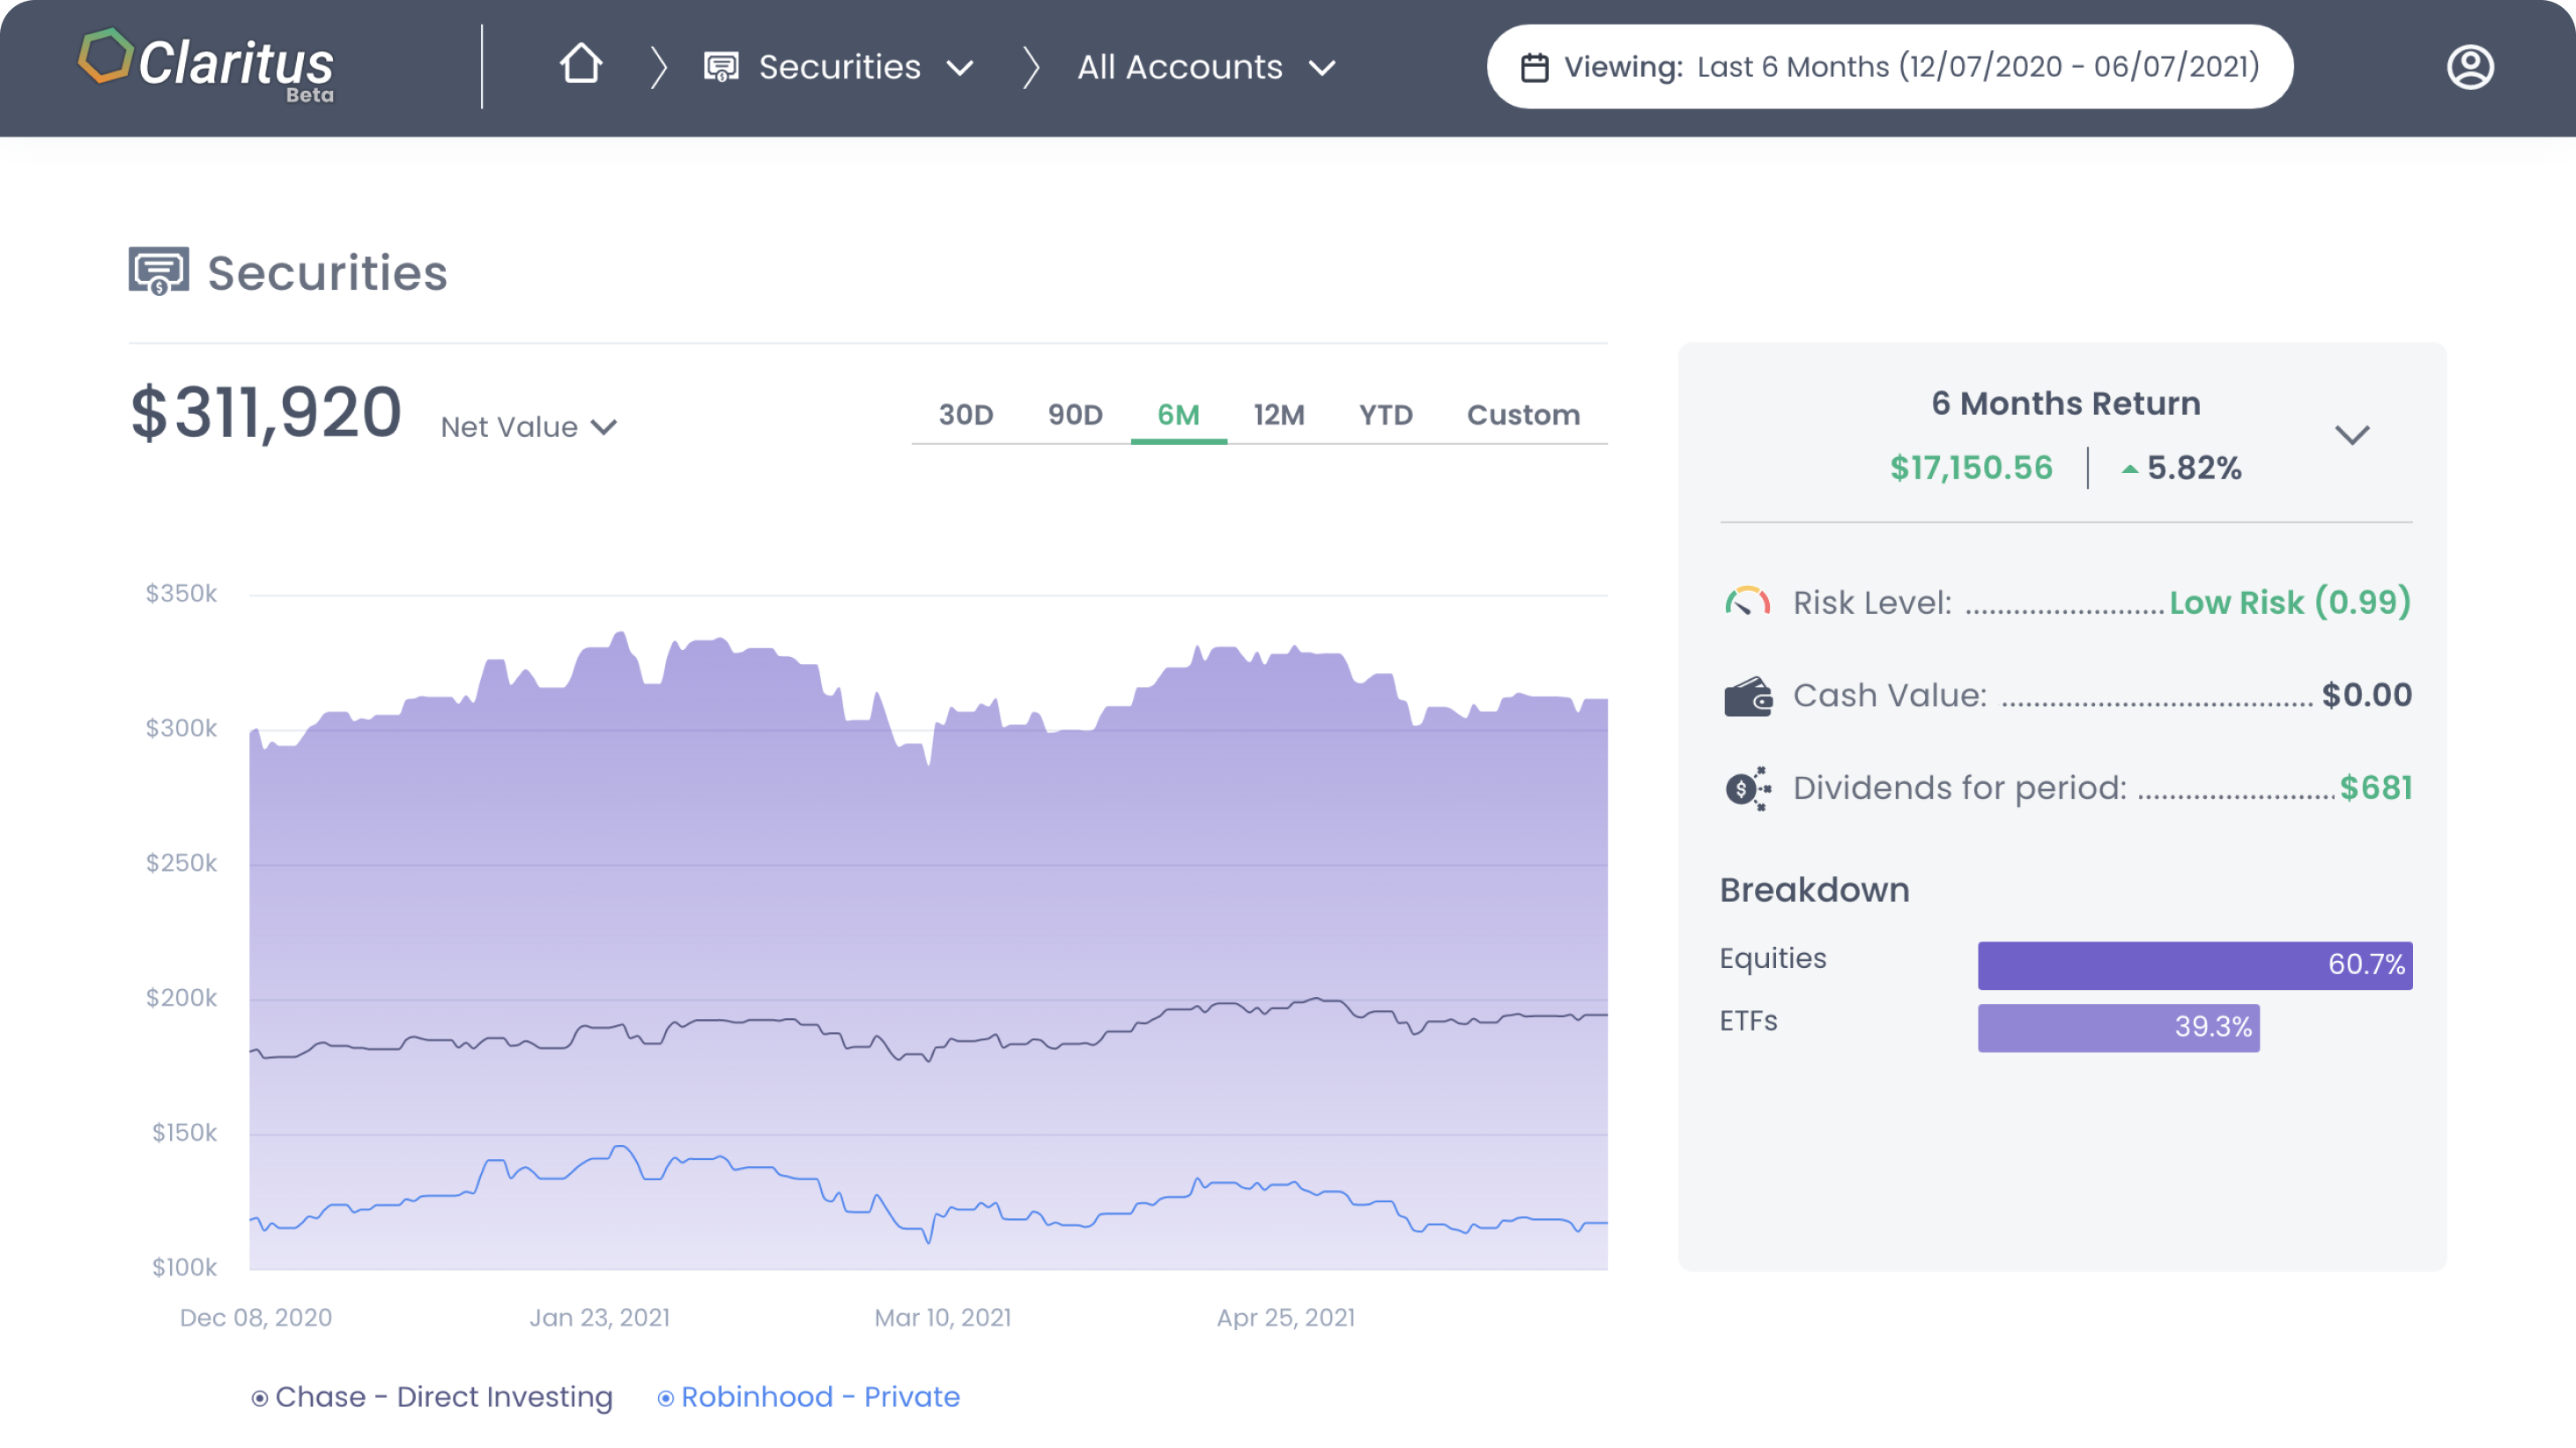 Claritus
Beta
Securities
All Accounts
Viewing: Last 6 Months (12/07/2020 - 06/07/2021)
Securities
$311,920 Net Value
30D 90D 6M 12M YTD Custom
$350k
$300k
$250k
$200k
$150k
$100k
Dec 08, 2020 Jan 23, 2021 Mar 10, 2021 Apr 25, 2021
Chase - Direct Investing Robinhood - Private
6 Months Return
$17,150.56 5.82%
Risk Level: ......................... Low Risk (0.99)
Cash Value: ....................................... $0.00
Dividends for period: ......................... $681
Breakdown
Equities 60.7%
ETFs 39.3%